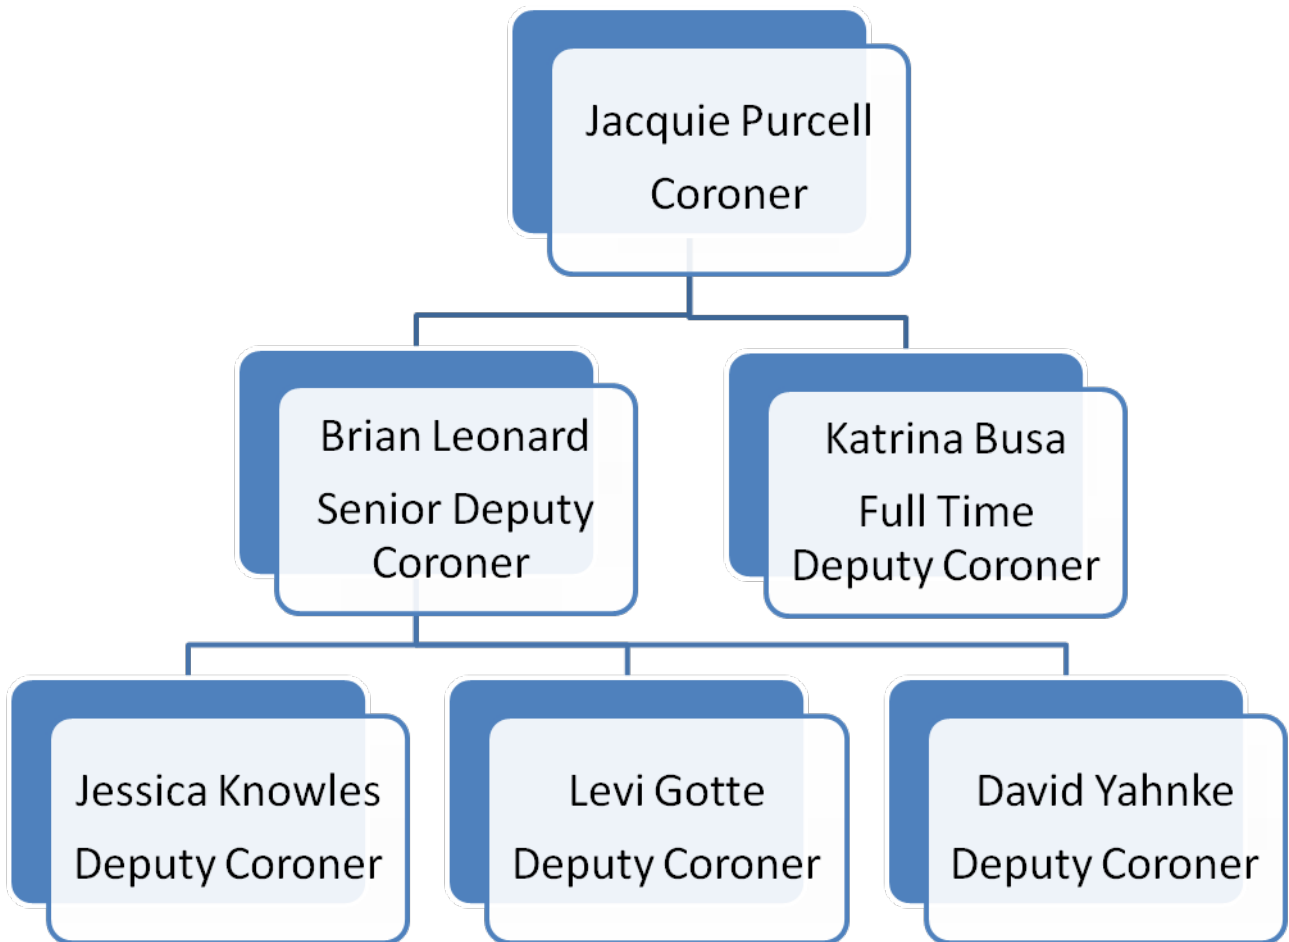 Jacquie Purcell
Coroner
Brian Leonard
Senior Deputy
Coroner
Katrina Busa
Full Time
Deputy Coroner
Jessica Knowles
Deputy Coroner
Levi Gotte
Deputy Coroner
David Yahnke
Deputy Coroner